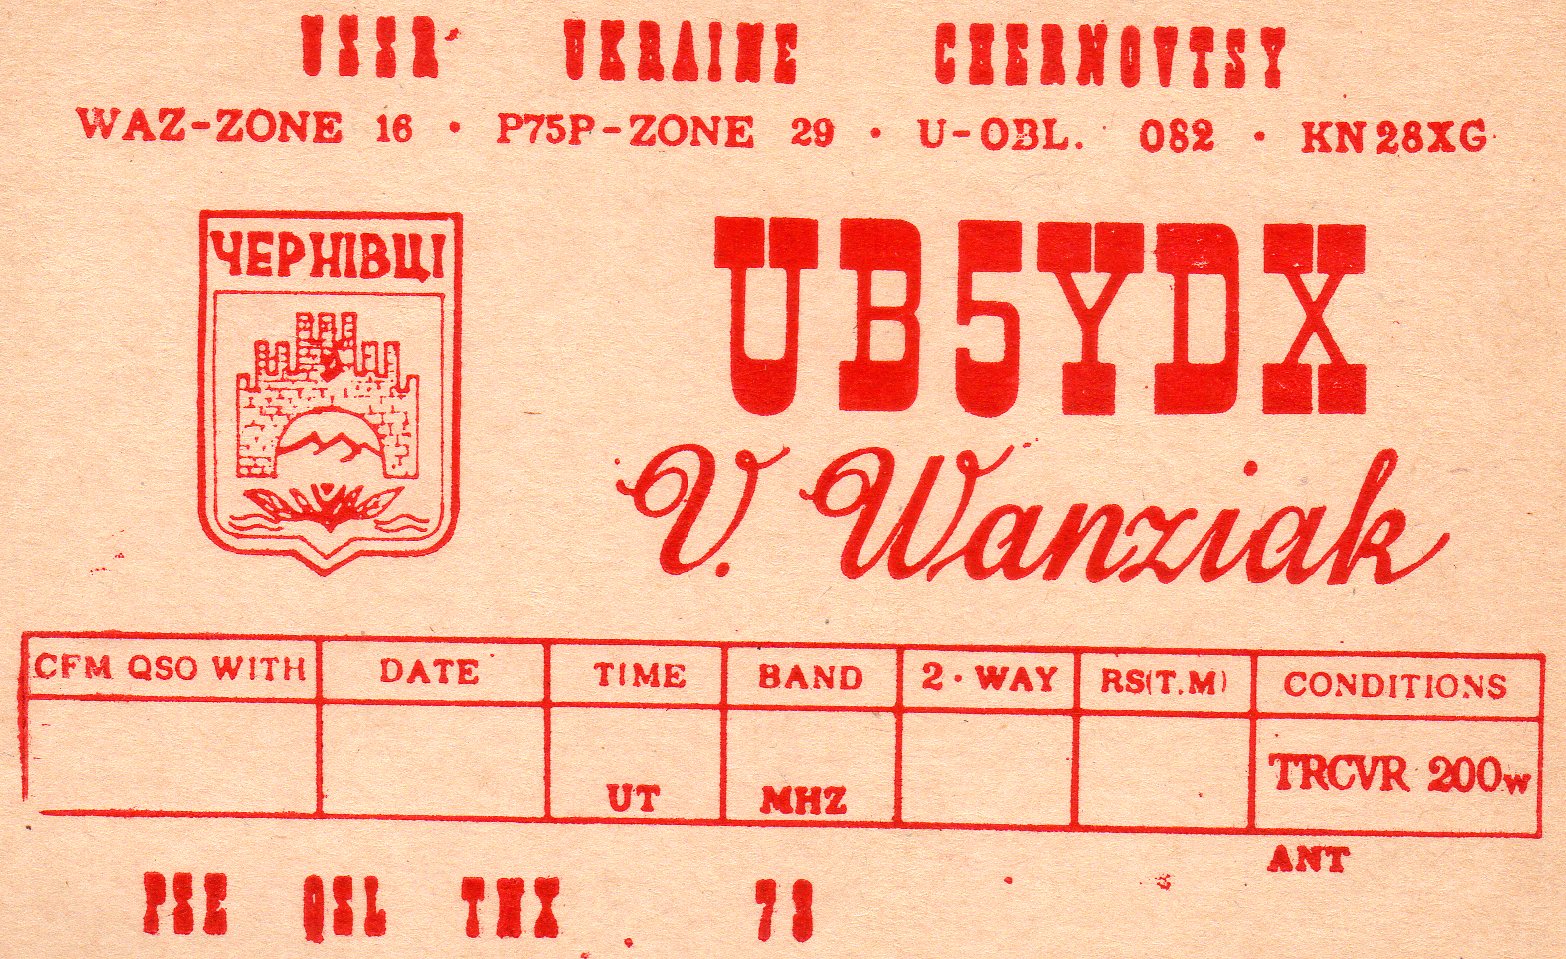 USSR UKRAINE CHERNOVTSY
WAZ-ZONE 16 · P75P-ZONE 29 · U-OBL. 082 · KN28XG
ЧЕРНІВЦІ
UB5YDX
V. Wanziak
CFM QSO WITH DATE TIME BAND 2·WAY RS(T.M) CONDITIONS
UT MHZ TRCVR 200w
ANT
PSE QSL TNX 73